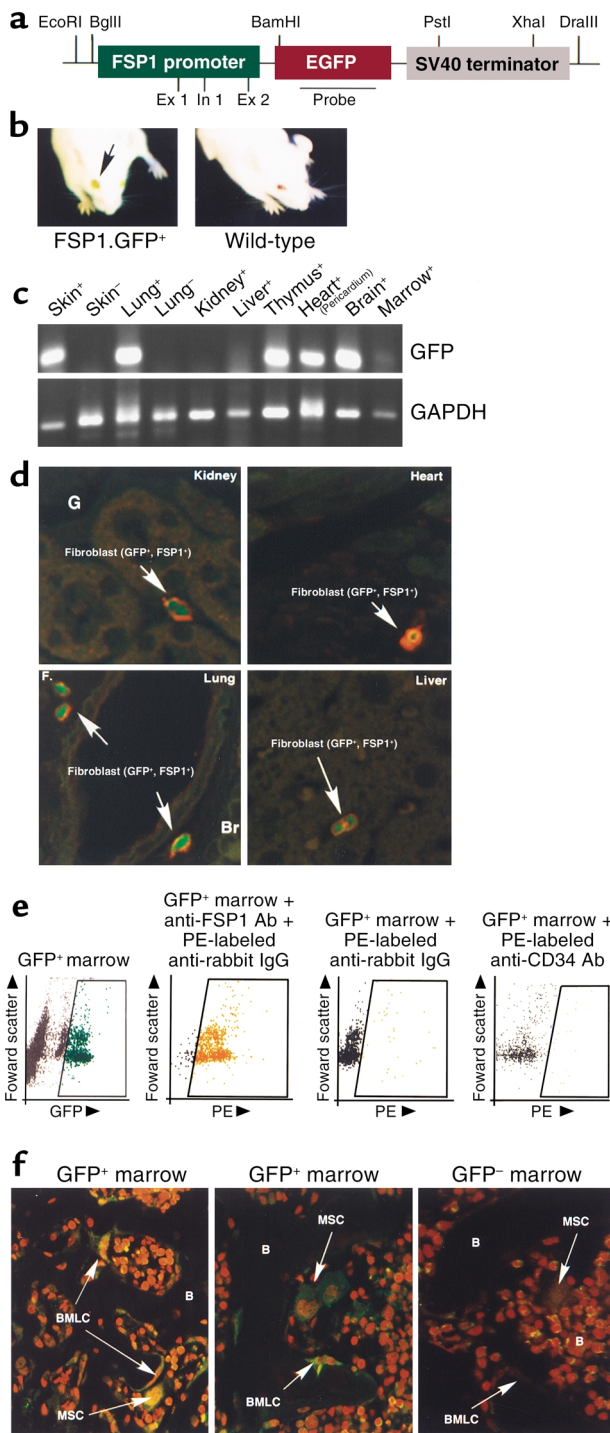 a
EcoRI BglII BamHI PstI XhaI DraIII
FSP1 promoter EGFP SV40 terminator
Ex 1 In 1 Ex 2 Probe
b
FSP1.GFP+ Wild-type
c
Skin+ Skin− Lung+ Lung− Kidney+ Liver+ Thymus+ Heart+ (Pericardium) Brain+ Marrow+
GFP
GAPDH
d
Kidney Heart
G
Fibroblast (GFP+, FSP1+)
Fibroblast (GFP+, FSP1+)
F. Lung Liver
Fibroblast (GFP+, FSP1+)
Fibroblast (GFP+, FSP1+)
Br
e
GFP+ marrow
GFP+ marrow +
anti-FSP1 Ab +
PE-labeled
anti-rabbit IgG
GFP+ marrow +
PE-labeled
anti-rabbit IgG
GFP+ marrow +
PE-labeled
anti-CD34 Ab
Foward scatter Foward scatter Foward scatter Foward scatter
GFP PE PE PE
f
GFP+ marrow GFP+ marrow GFP− marrow
BMLC
B
MSC
MSC
B
BMLC
MSC
B
B
BMLC